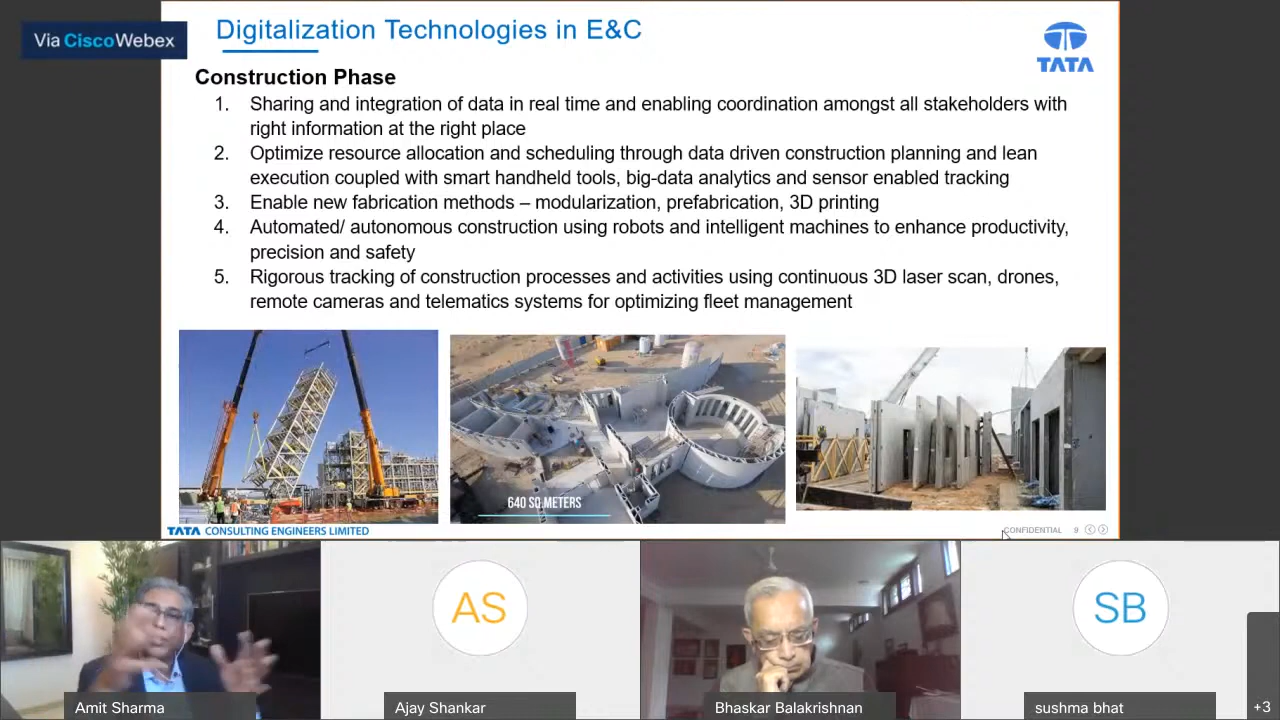 Via Cisco Webex
Digitalization Technologies in E&C
TATA
Construction Phase
1. Sharing and integration of data in real time and enabling coordination amongst all stakeholders with
right information at the right place
2. Optimize resource allocation and scheduling through data driven construction planning and lean
execution coupled with smart handheld tools, big-data analytics and sensor enabled tracking
3. Enable new fabrication methods – modularization, prefabrication, 3D printing
4. Automated/ autonomous construction using robots and intelligent machines to enhance productivity,
precision and safety
5. Rigorous tracking of construction processes and activities using continuous 3D laser scan, drones,
remote cameras and telematics systems for optimizing fleet management
640 SQ.METERS
TATA CONSULTING ENGINEERS LIMITED
CONFIDENTIAL 9
AS
SB
Amit Sharma
Ajay Shankar
Bhaskar Balakrishnan
sushma bhat
+3